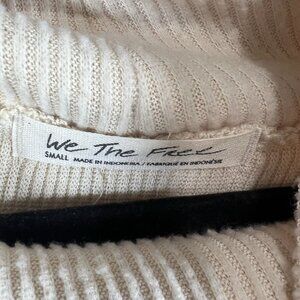 We The Free
SMALL MADE IN INDONESIA / FABRIQUÉ EN INDONÉSIE